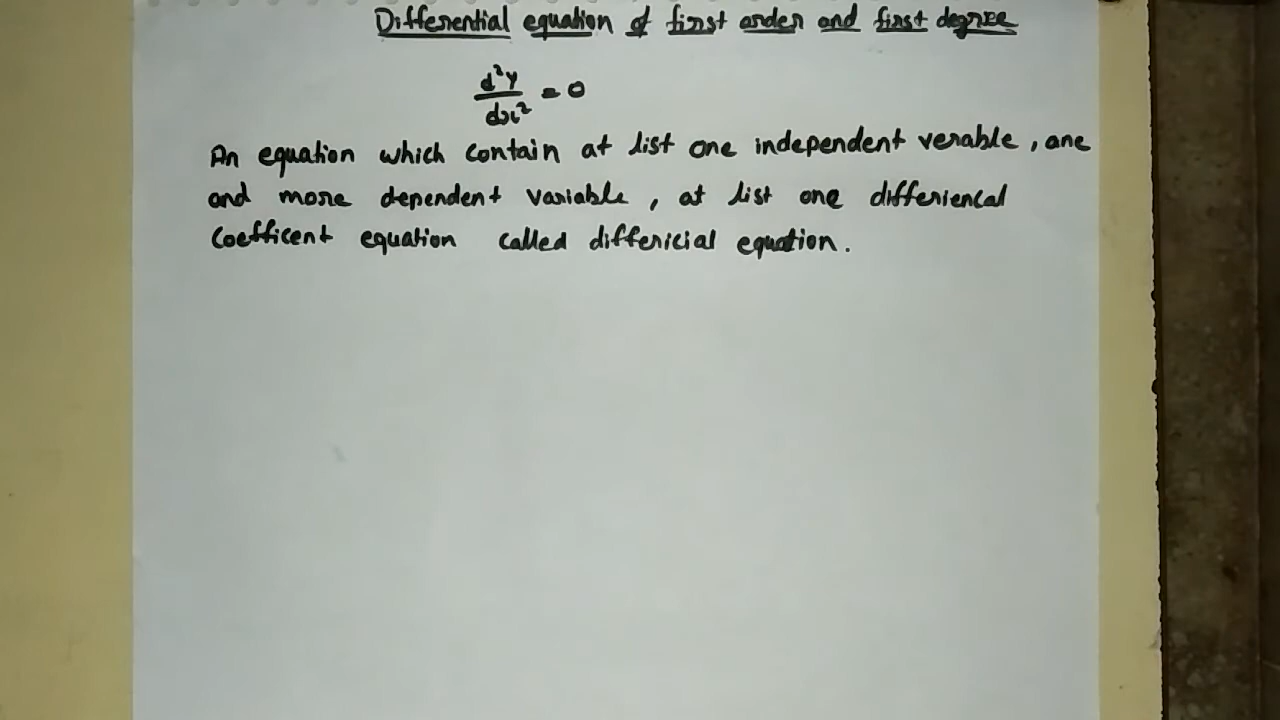 Differential equation of first order and first degree
d²y/dx² = 0
An equation which contain at list one independent verable, one
and more dependent variable, at list one differiencal
Coefficent equation called differicial equation.